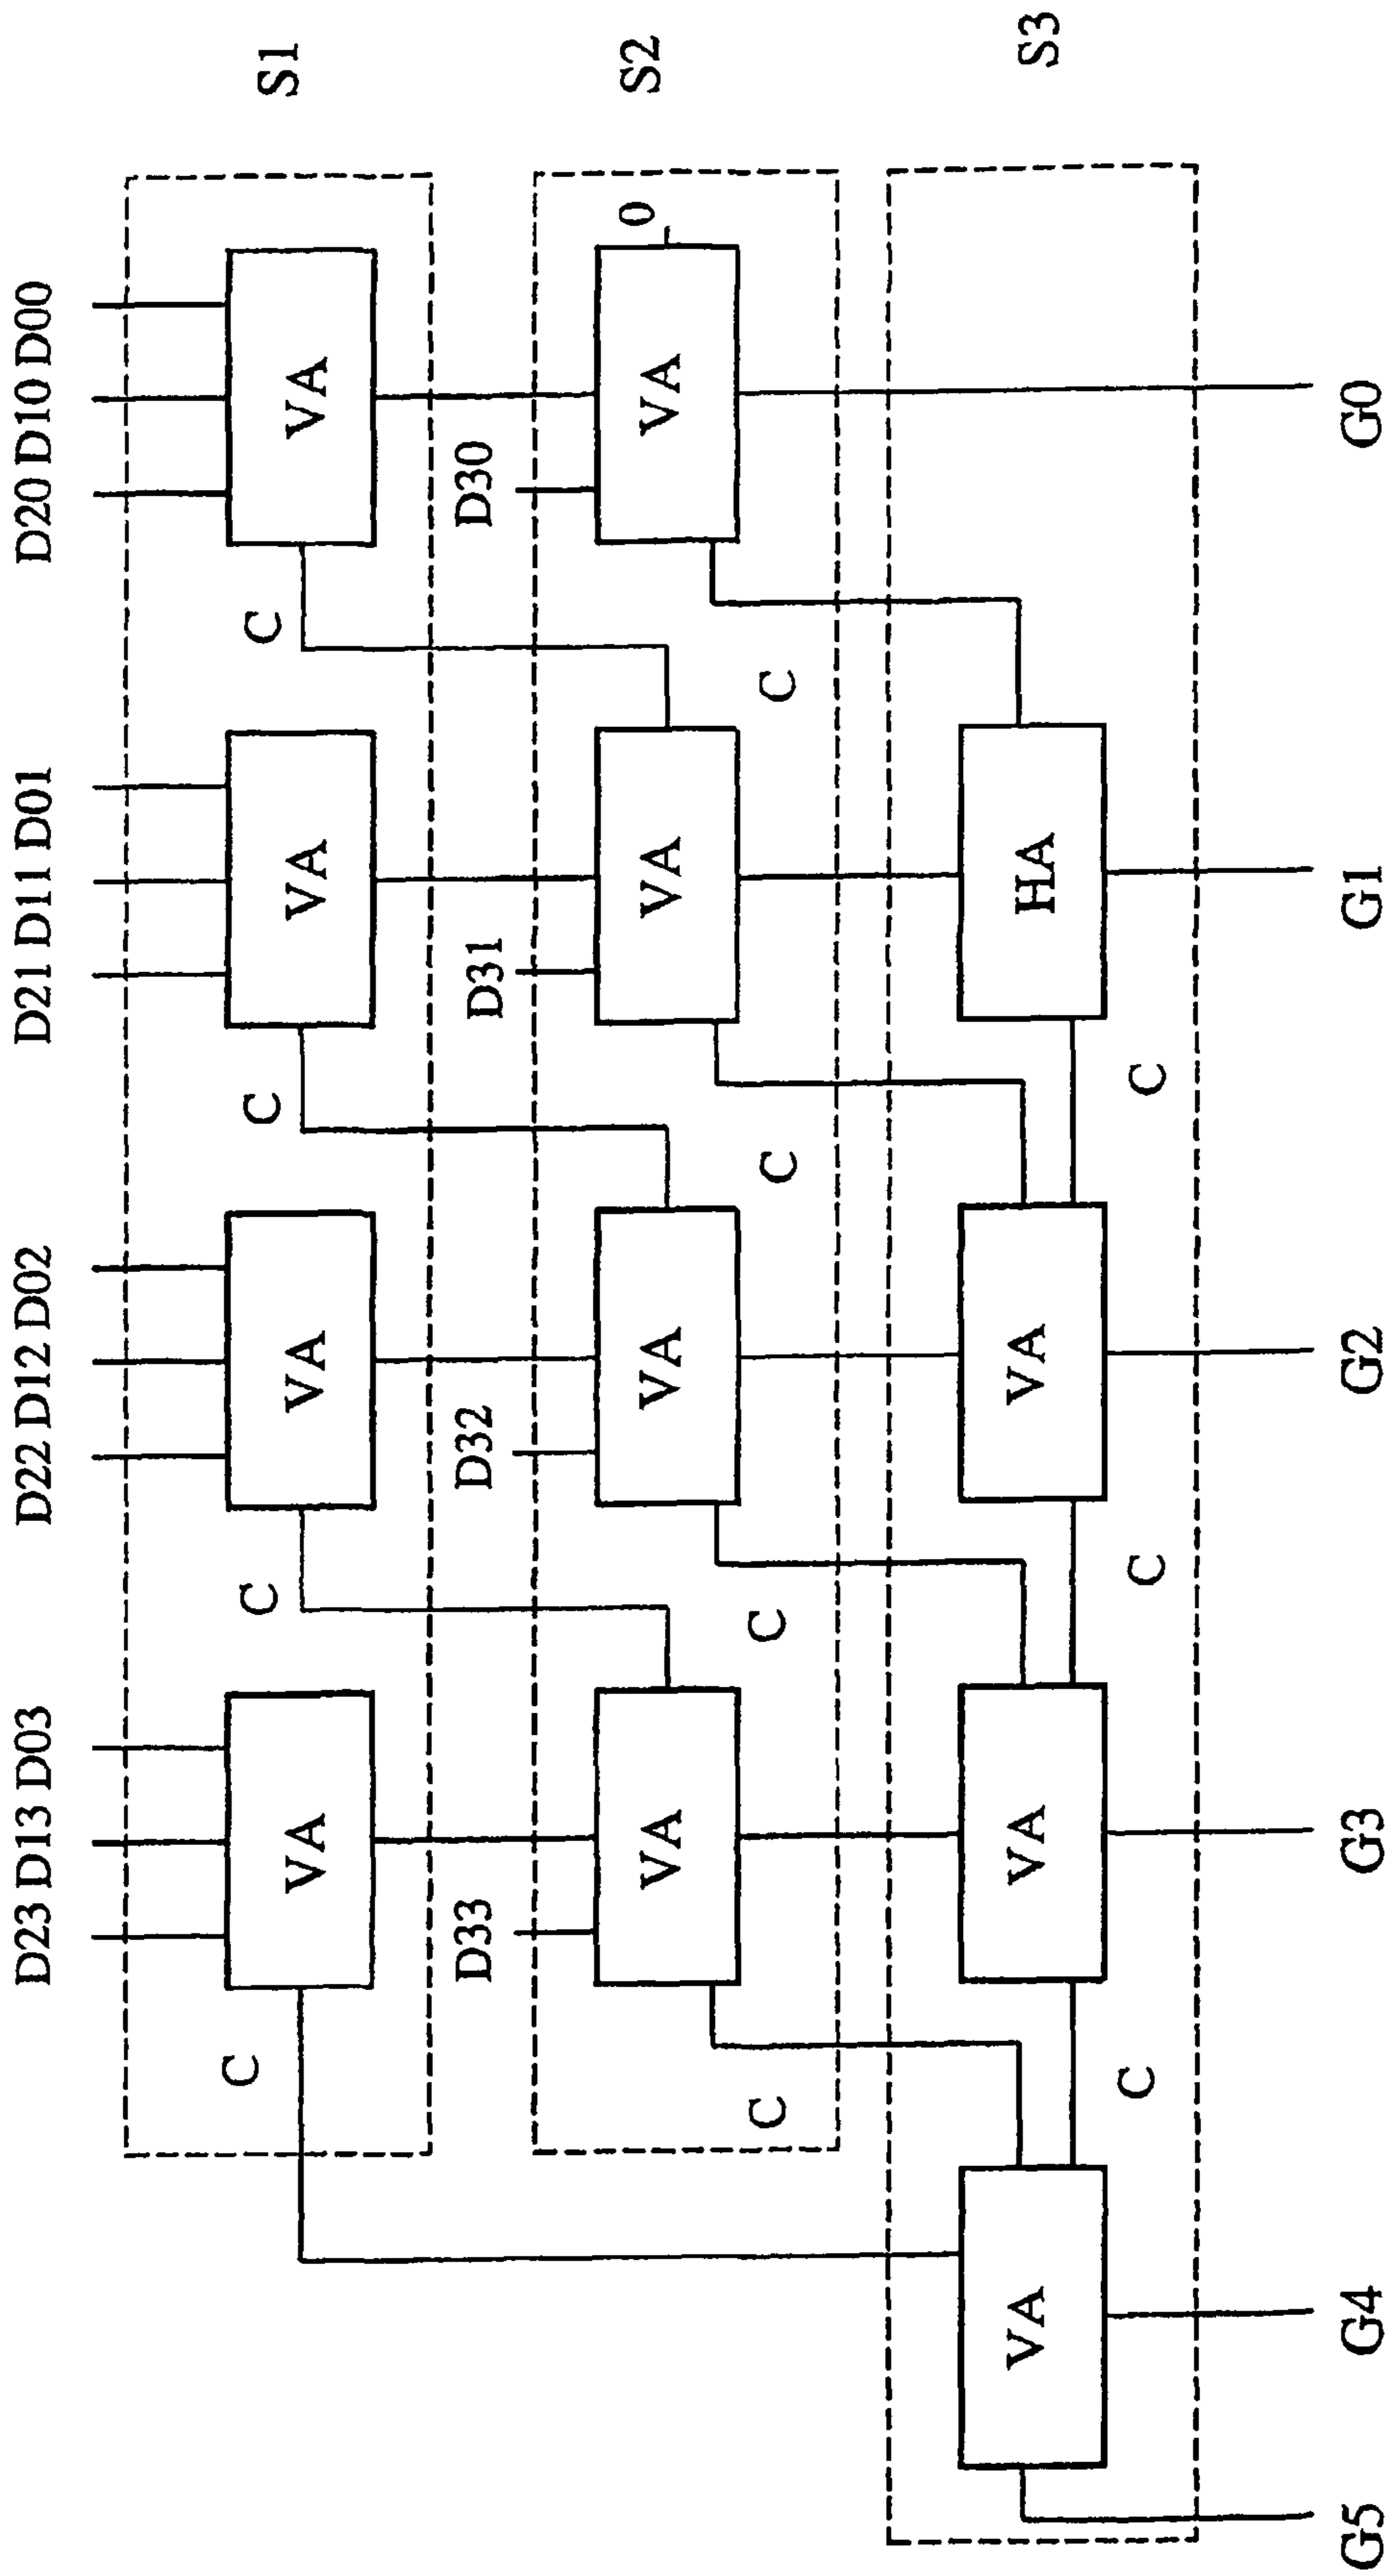 D23 D13 D03 D22 D12 D02 D21 D11 D01 D20 D10 D00
C C C C
VA VA VA VA S1
D33 D32 D31 D30
VA VA VA VA 0 S2
C C C C
VA VA VA HA S3
C C C
G5 G4 G3 G2 G1 G0